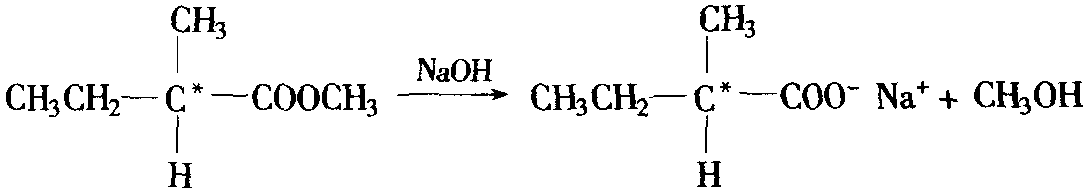 CH₃ CH₃
NaOH
CH₃CH₂—C*—COOCH₃ ⟶ CH₃CH₂—C*—COO⁻ Na⁺ + CH₃OH
H H